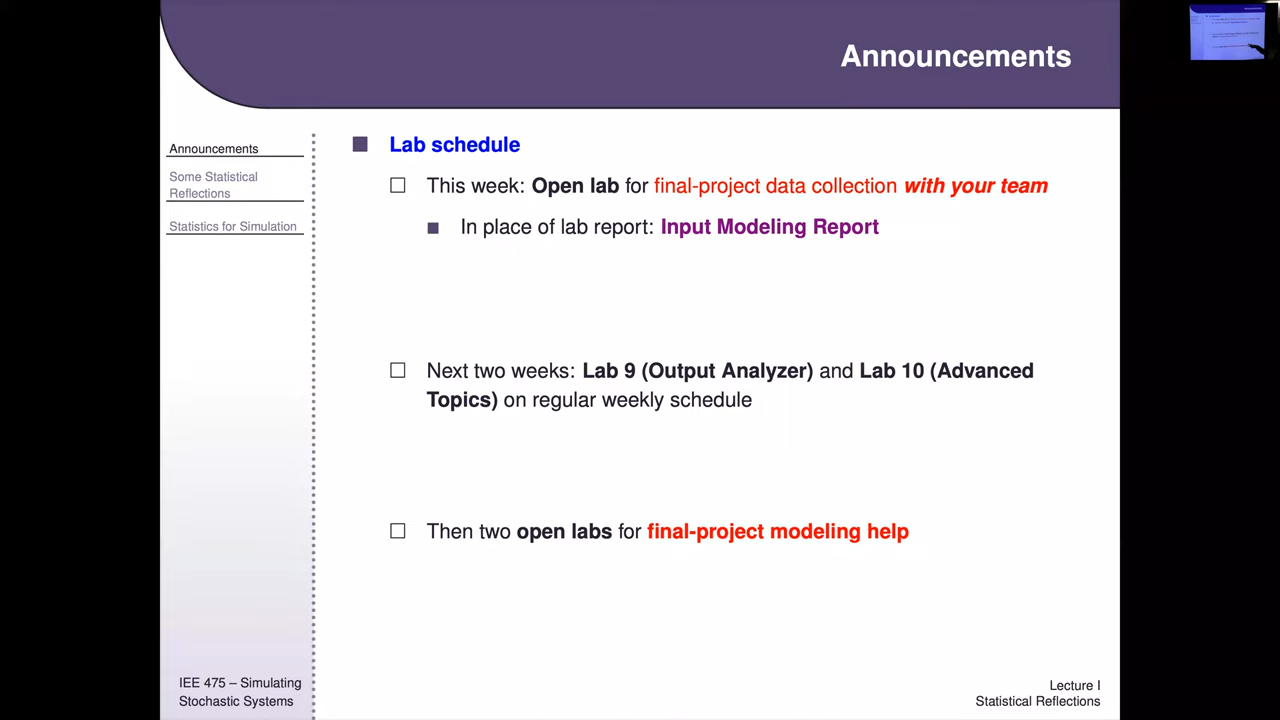 Announcements
Announcements
Some Statistical
Reflections
Statistics for Simulation
Lab schedule
This week: Open lab for final-project data collection with your team
In place of lab report: Input Modeling Report
Next two weeks: Lab 9 (Output Analyzer) and Lab 10 (Advanced
Topics) on regular weekly schedule
Then two open labs for final-project modeling help
IEE 475 – Simulating
Stochastic Systems
Lecture I
Statistical Reflections